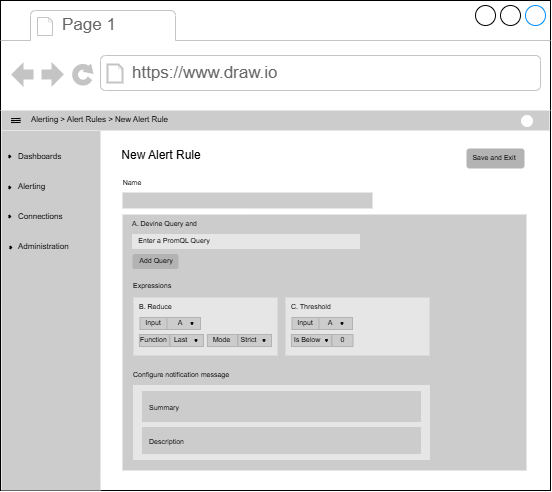 Page 1
https://www.draw.io
Alerting > Alert Rules > New Alert Rule
Dashboards
Alerting
Connections
Administration
New Alert Rule
Save and Exit
Name
A. Devine Query and
Enter a PromQL Query
Add Query
Expressions
B. Reduce
Input A
Function Last Mode Strict
C. Threshold
Input A
Is Below 0
Configure notification message
Summary
Description